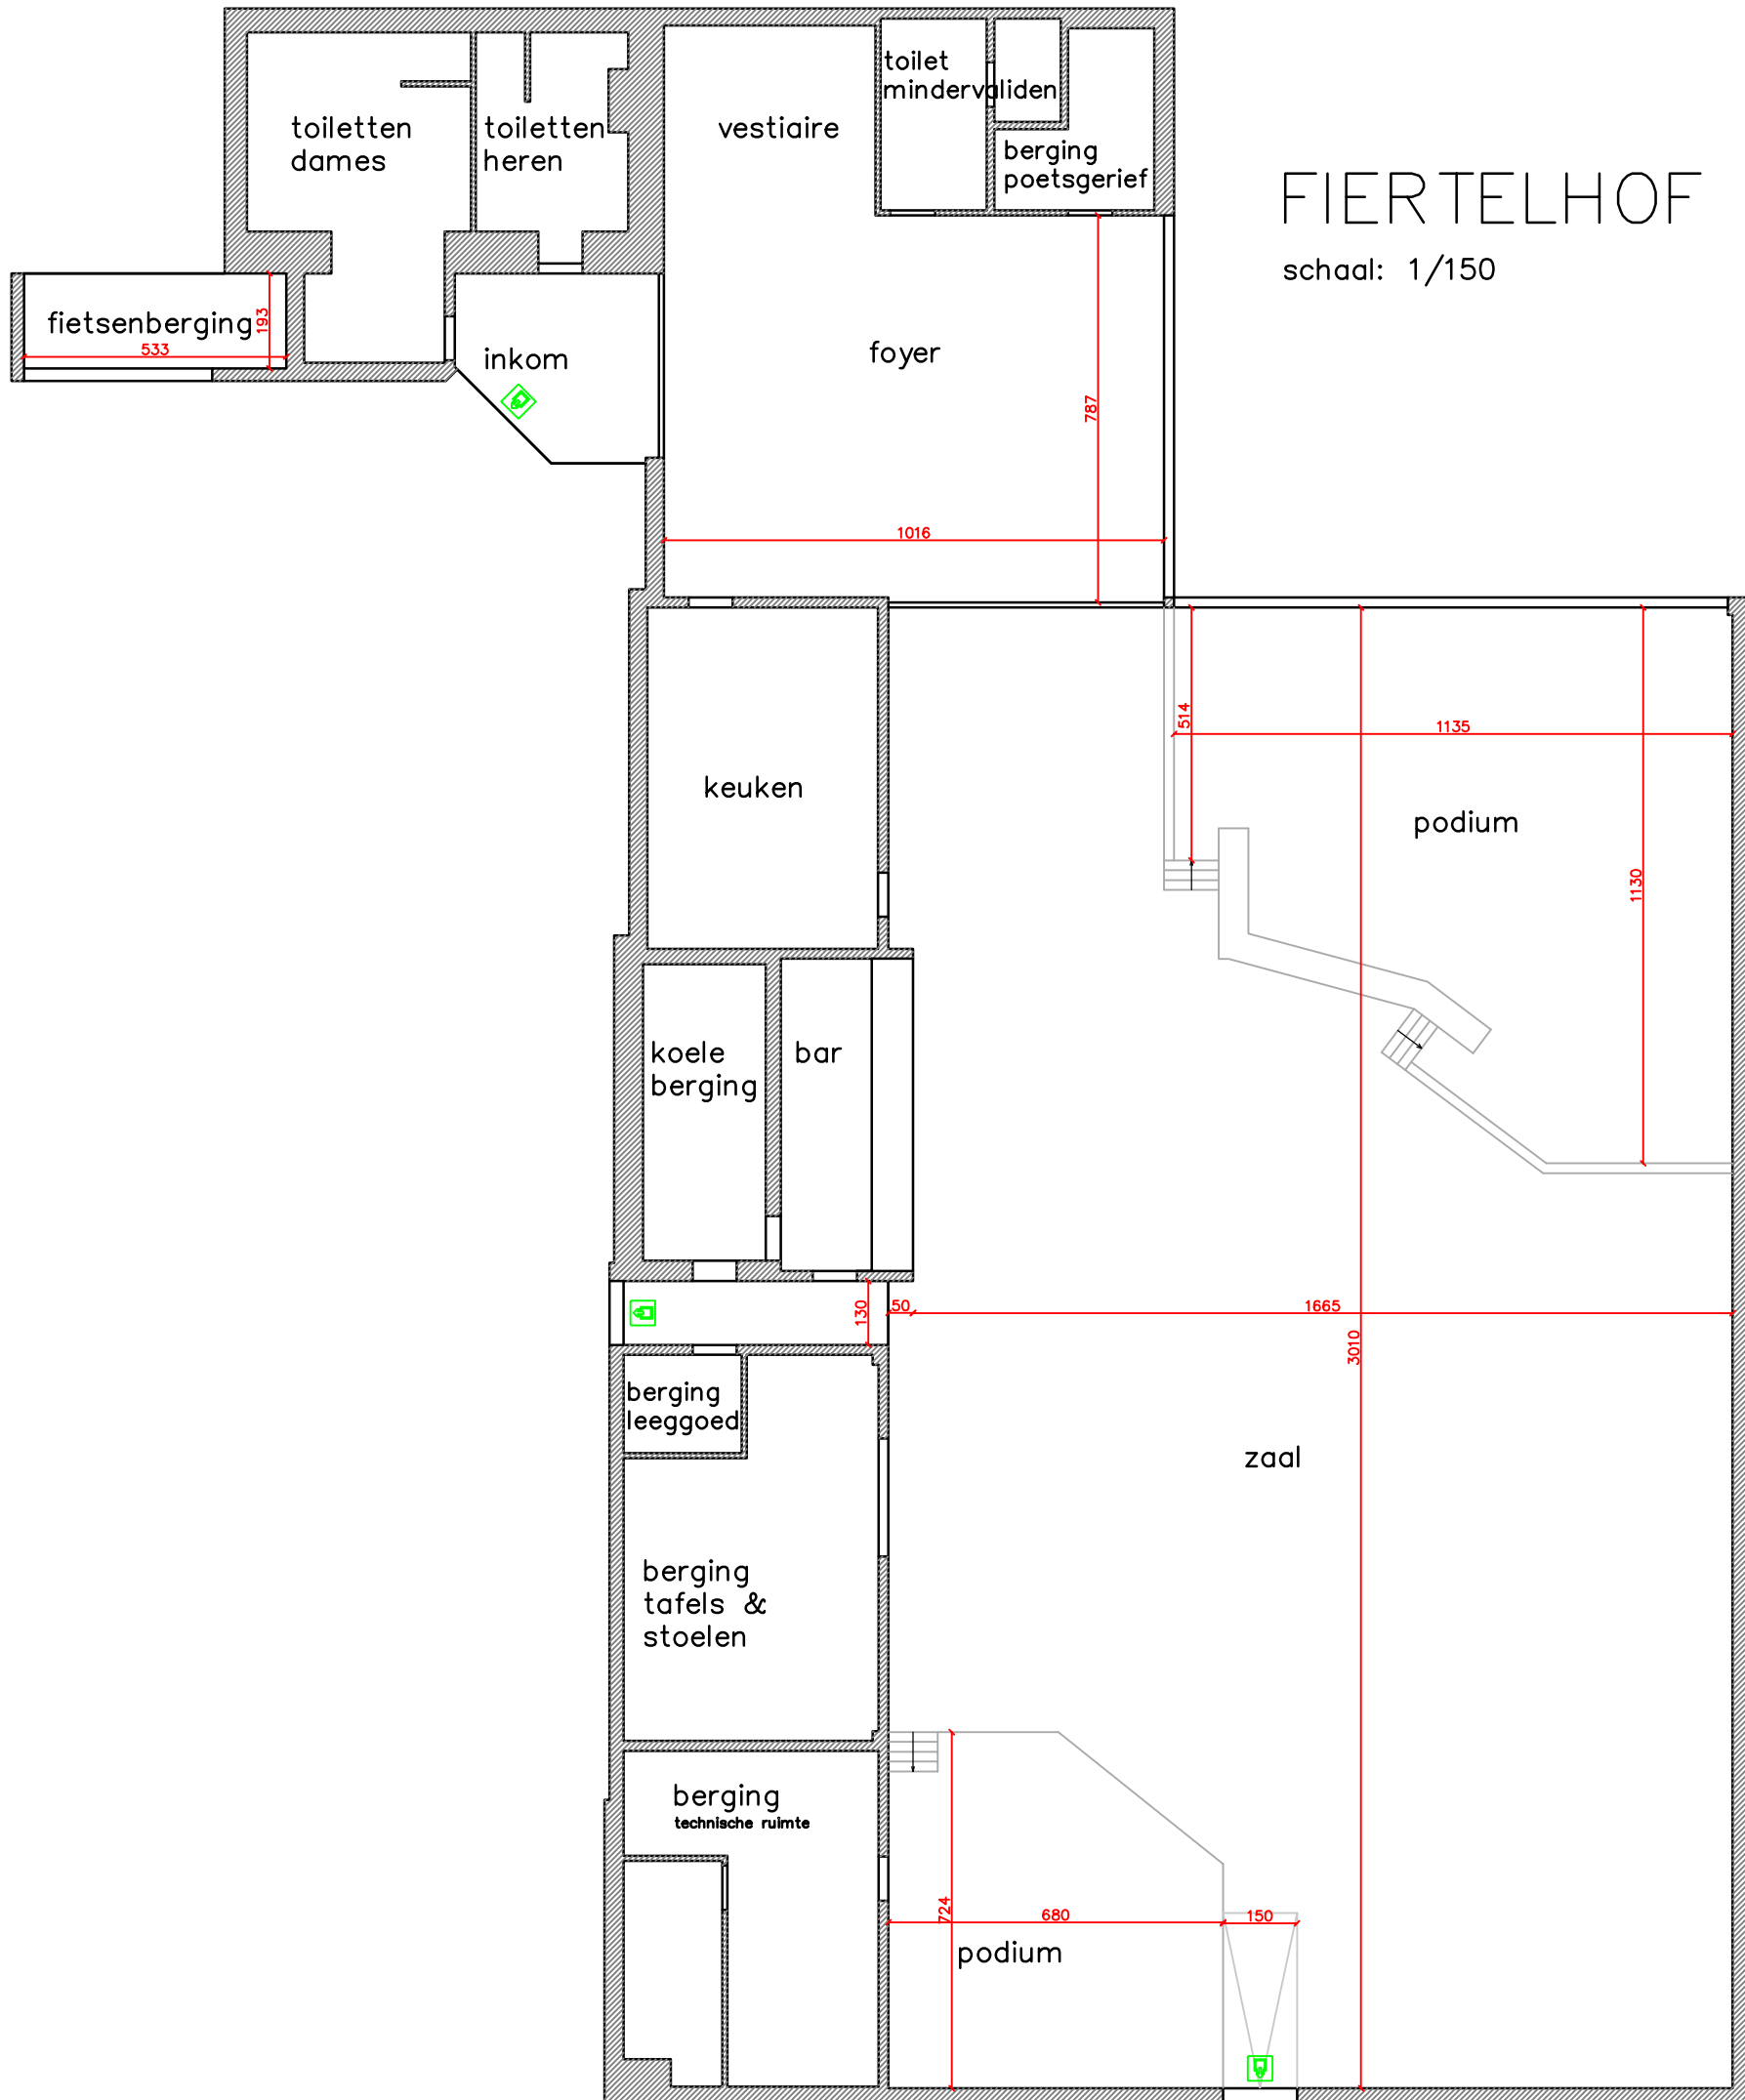 toilet
mindervaliden
toiletten
dames
toiletten
heren
vestiaire
berging
poetsgerief
FIERTELHOF
schaal: 1/150
fietsenberging
193
533
inkom
foyer
787
1016
514
1135
keuken
podium
1130
koele
berging
bar
130
50
1665
3010
berging
leeggoed
zaal
berging
tafels &
stoelen
berging
technische ruimte
724
680
150
podium